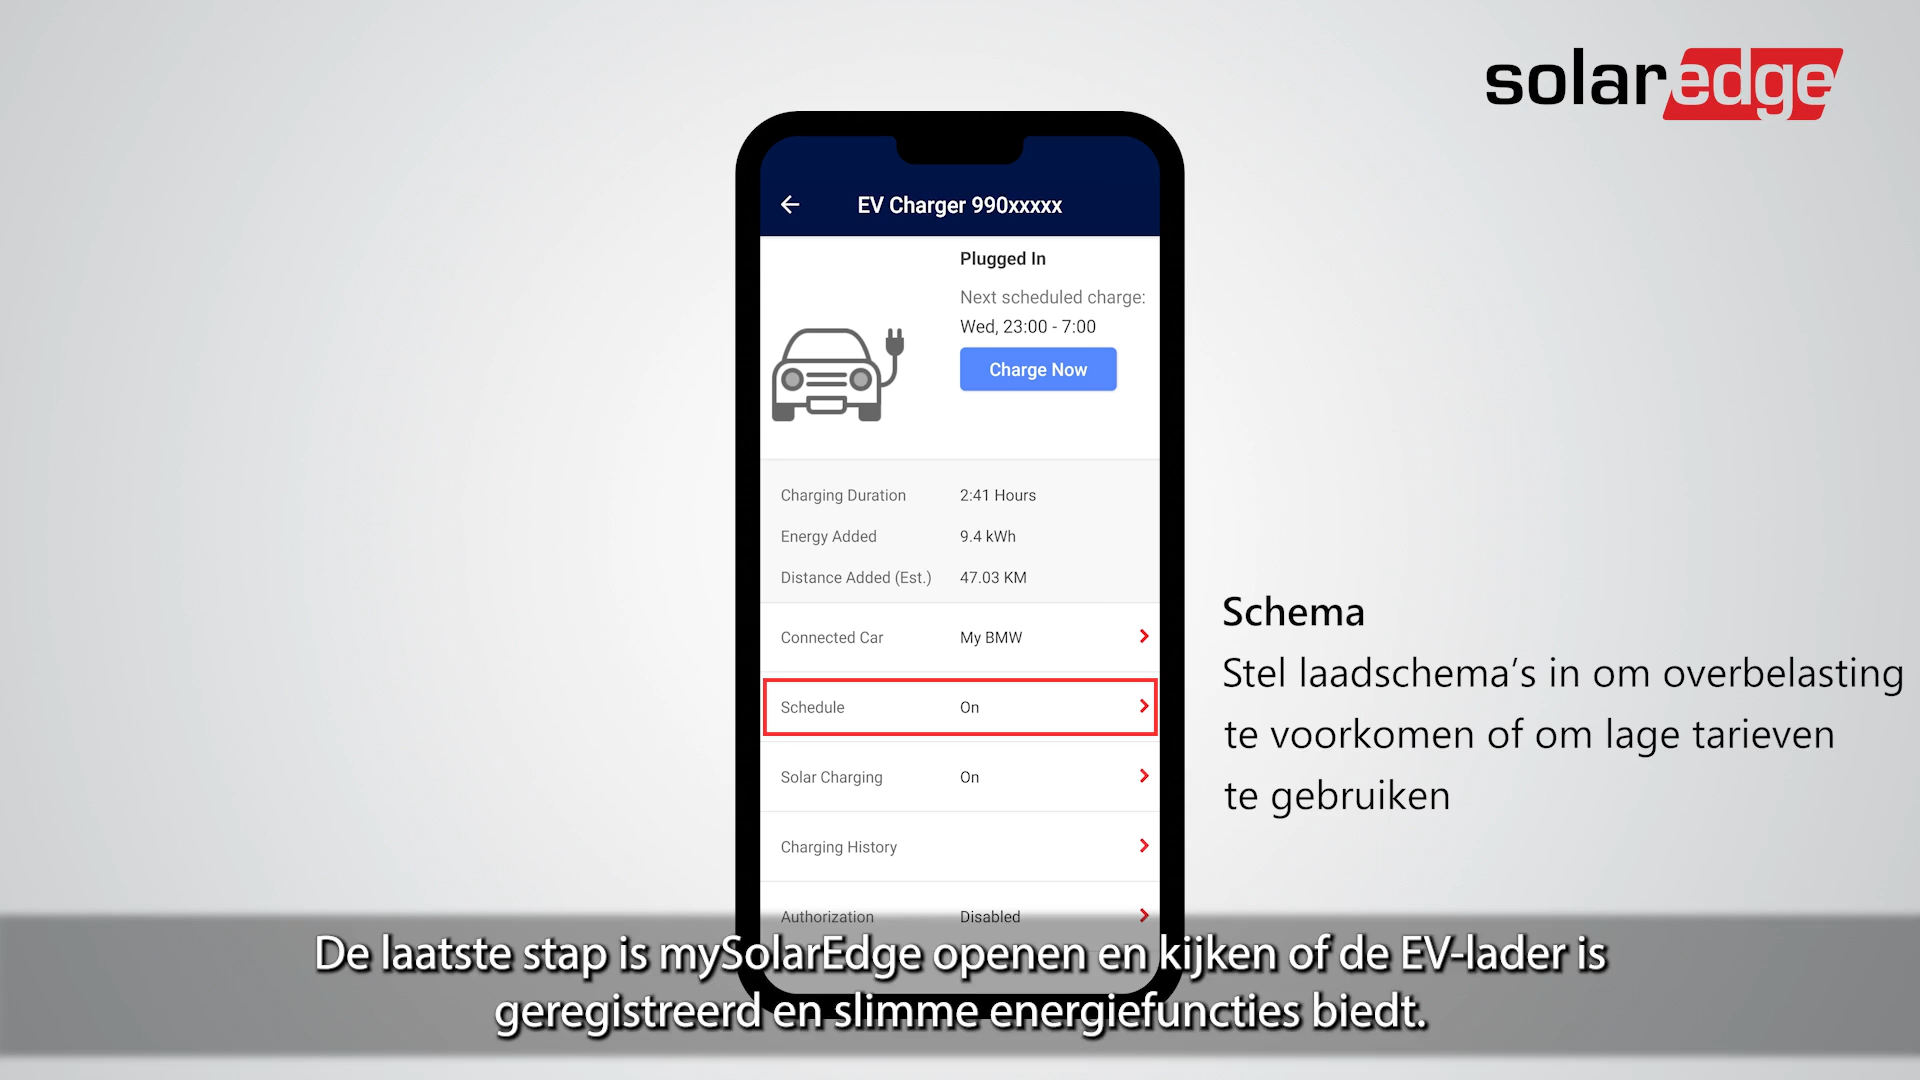 solaredge
EV Charger 990xxxxx
Plugged In
Next scheduled charge:
Wed, 23:00 - 7:00
Charge Now
Charging Duration 2:41 Hours
Energy Added 9.4 kWh
Distance Added (Est.) 47.03 KM
Connected Car My BMW
Schedule On
Solar Charging On
Charging History
Authorization Disabled
Schema
Stel laadschema’s in om overbelasting
te voorkomen of om lage tarieven
te gebruiken
De laatste stap is mySolarEdge openen en kijken of de EV-lader is
geregistreerd en slimme energiefuncties biedt.